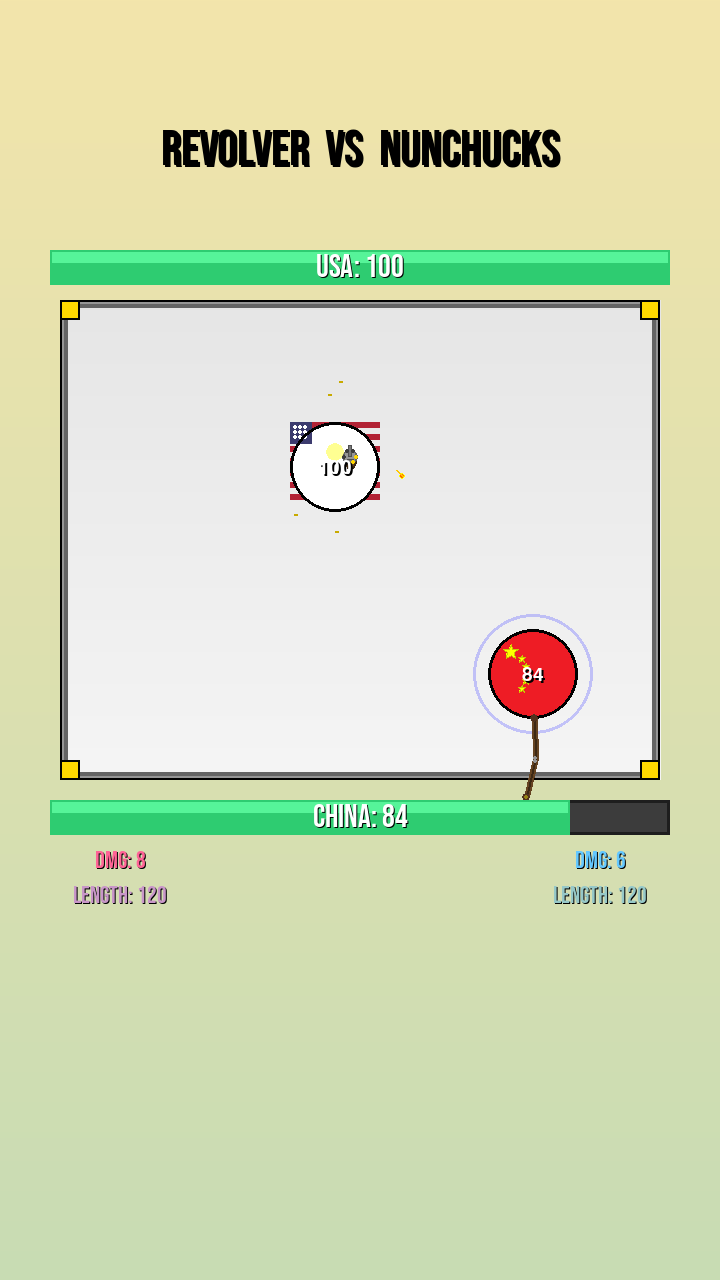 REVOLVER VS NUNCHUCKS
USA: 100
100
84
CHINA: 84
DMG: 8
DMG: 6
LENGTH: 120
LENGTH: 120